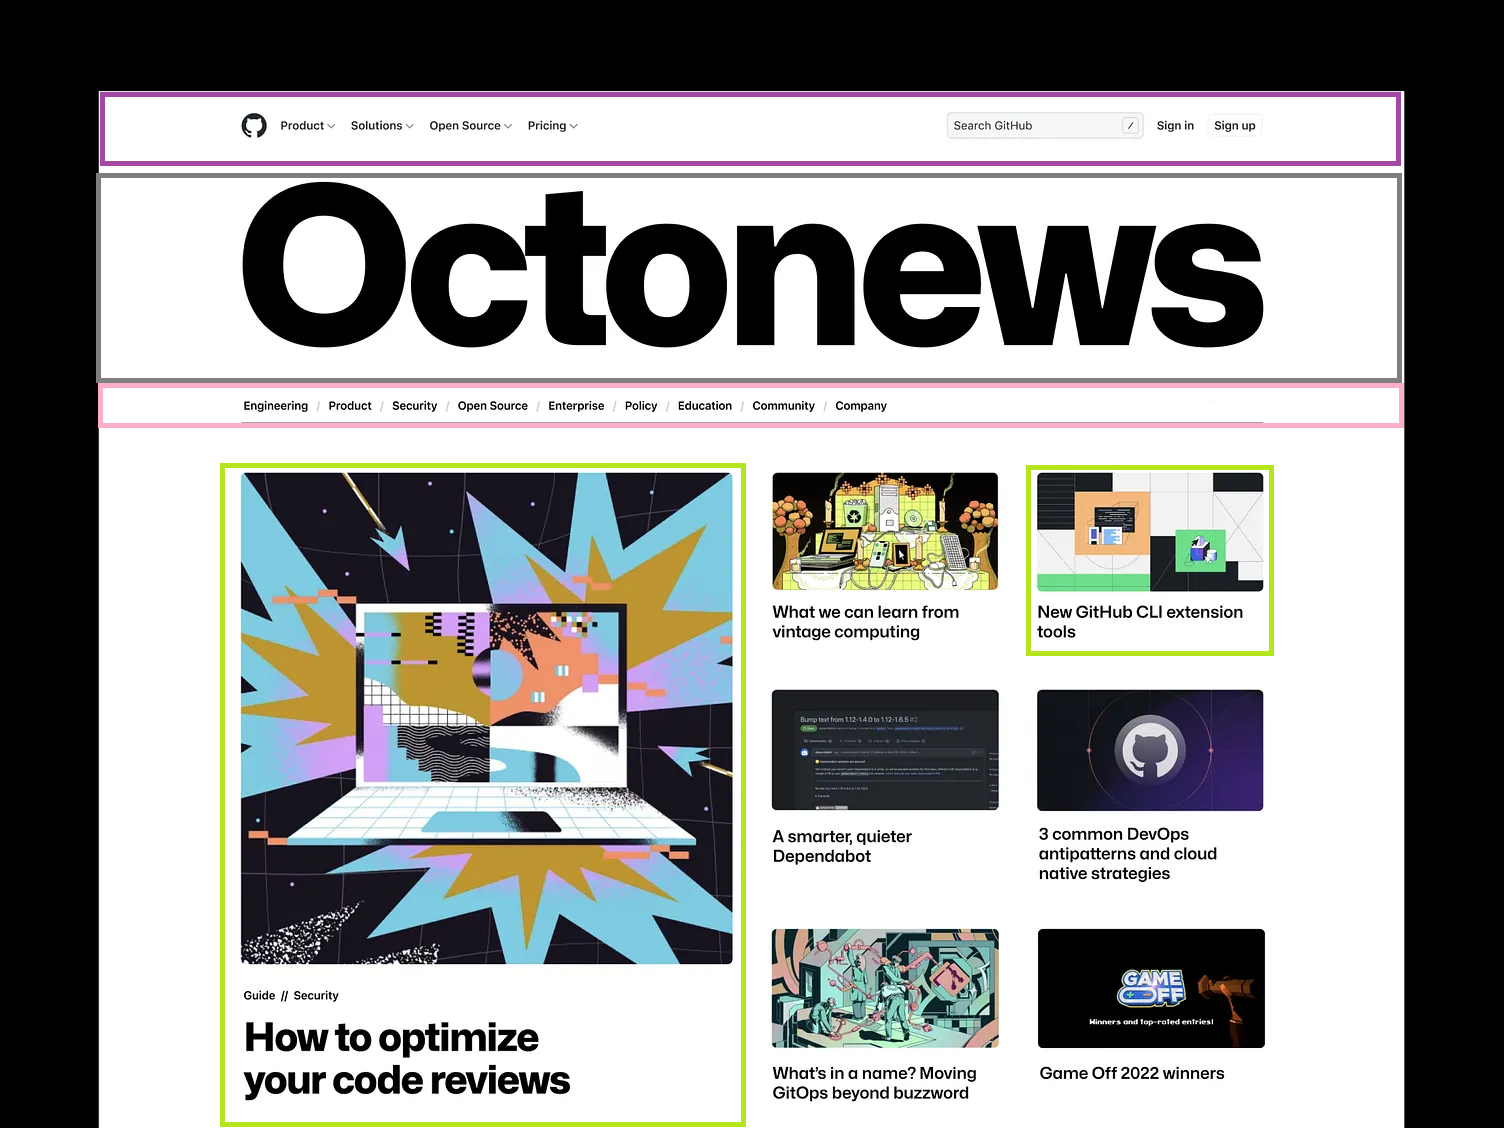 Product Solutions Open Source Pricing Search GitHub / Sign in Sign up
Octonews
Engineering / Product / Security / Open Source / Enterprise / Policy / Education / Community / Company
Guide // Security
How to optimize
your code reviews
What we can learn from
vintage computing
New GitHub CLI extension
tools
Bump text from 1.12-1.4.0 to 1.12-1.6.5 #2
A smarter, quieter
Dependabot
3 common DevOps
antipatterns and cloud
native strategies
What's in a name? Moving
GitOps beyond buzzword
GAME
OFF
Winners and top-rated entries!
Game Off 2022 winners